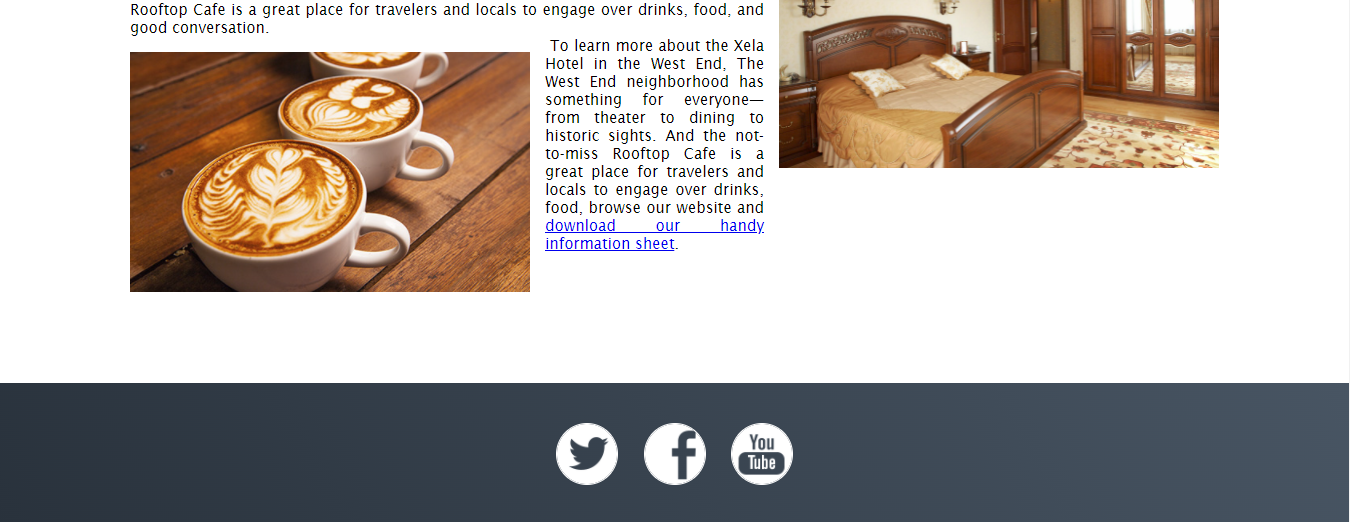 Rooftop Cafe is a great place for travelers and locals to engage over drinks, food, and
good conversation.
To learn more about the Xela
Hotel in the West End, The
West End neighborhood has
something for everyone—
from theater to dining to
historic sights. And the not-
to-miss Rooftop Cafe is a
great place for travelers and
locals to engage over drinks,
food, browse our website and
download our handy
information sheet.
You
Tube